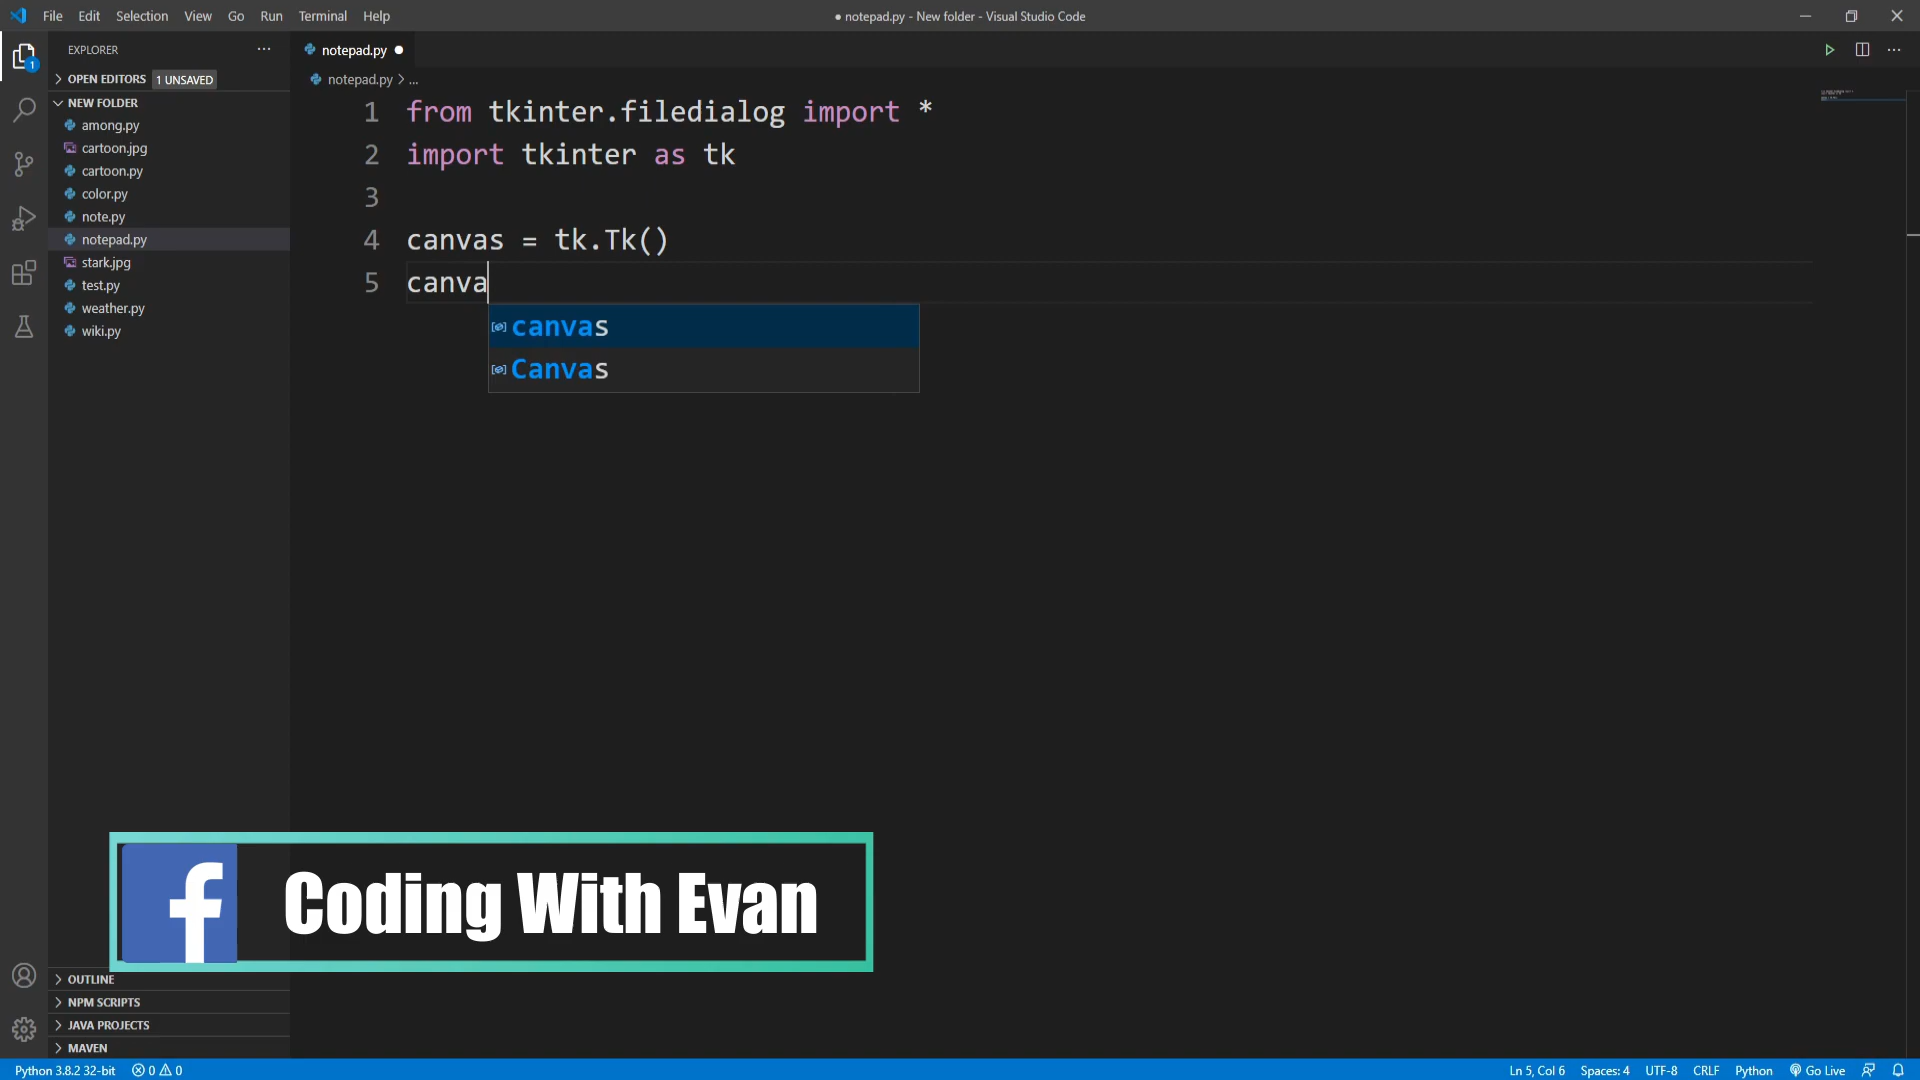 File Edit Selection View Go Run Terminal Help
● notepad.py - New folder - Visual Studio Code
EXPLORER
OPEN EDITORS 1 UNSAVED
NEW FOLDER
among.py
cartoon.jpg
cartoon.py
color.py
note.py
notepad.py
stark.jpg
test.py
weather.py
wiki.py
OUTLINE
NPM SCRIPTS
JAVA PROJECTS
MAVEN
1
notepad.py ●
notepad.py > ...
1 from tkinter.filedialog import *
2 import tkinter as tk
3
4 canvas = tk.Tk()
5 canva
canvas
Canvas
f Coding With Evan
Python 3.8.2 32-bit 0 0 Ln 5, Col 6 Spaces: 4 UTF-8 CRLF Python Go Live